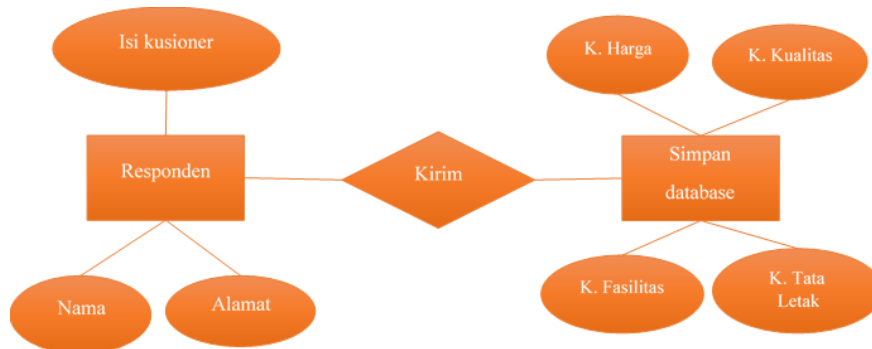 Isi kusioner
K. Harga
K. Kualitas
Responden
Kirim
Simpan
database
Nama
Alamat
K. Fasilitas
K. Tata
Letak